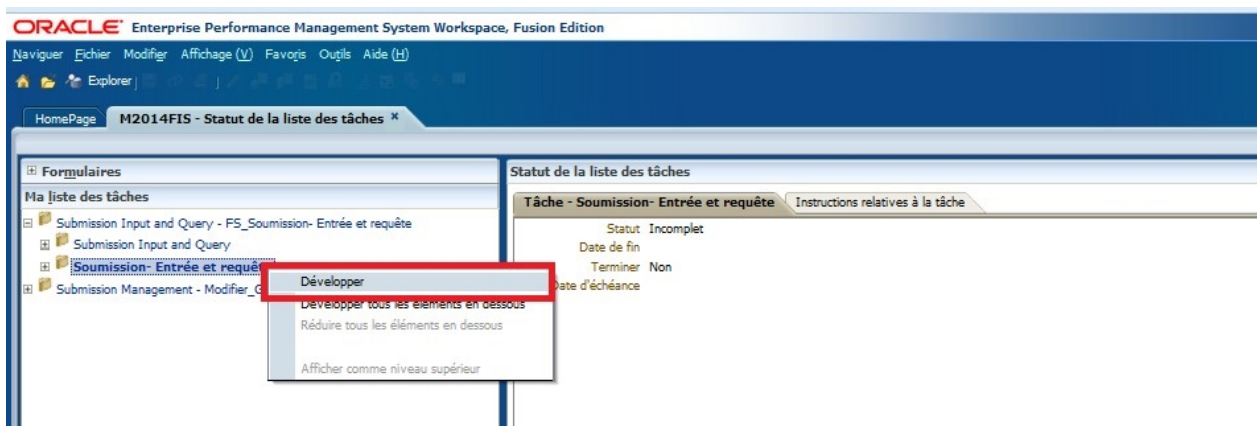 ORACLE Enterprise Performance Management System Workspace, Fusion Edition
Naviguer Fichier Modifier Affichage (V) Favoris Outils Aide (H)
Explorer
HomePage M2014FIS - Statut de la liste des tâches ×
Formulaires
Statut de la liste des tâches
Ma liste des tâches
Tâche - Soumission- Entrée et requête Instructions relatives à la tâche
Submission Input and Query - FS_Soumission- Entrée et requête
Statut Incomplet
Submission Input and Query
Date de fin
Soumission- Entrée et requê
Terminer Non
Développer
Submission Management - Modifier_G
Date d'échéance
Développer tous les éléments en dessous
Réduire tous les éléments en dessous
Afficher comme niveau supérieur